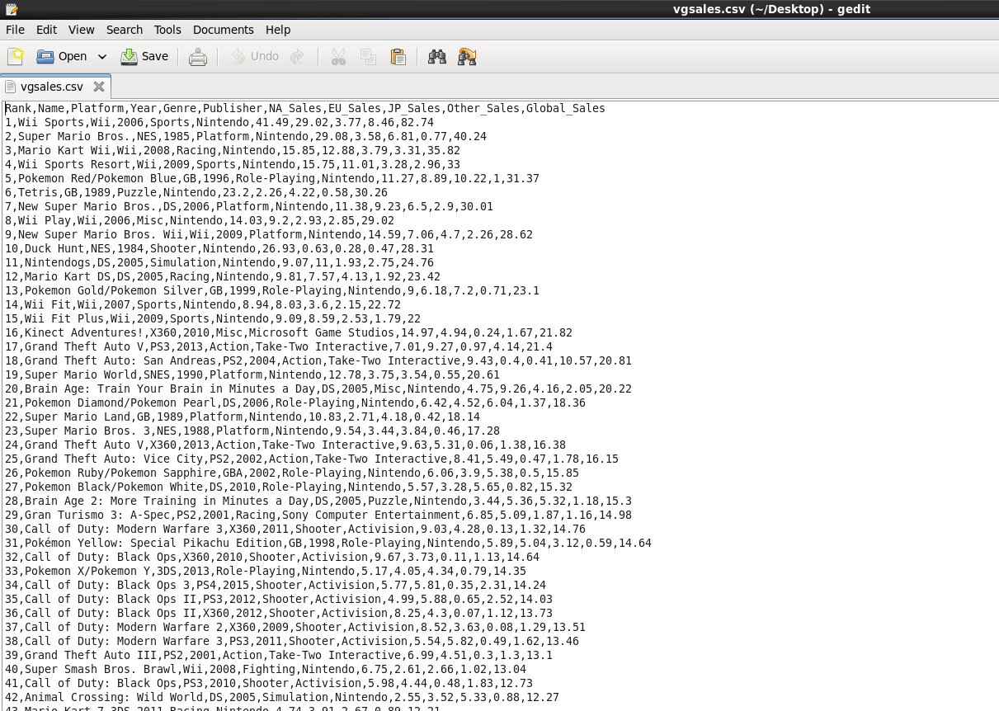 vgsales.csv (~/Desktop) - gedit
File Edit View Search Tools Documents Help
Open Save Undo
vgsales.csv
Rank,Name,Platform,Year,Genre,Publisher,NA_Sales,EU_Sales,JP_Sales,Other_Sales,Global_Sales
1,Wii Sports,Wii,2006,Sports,Nintendo,41.49,29.02,3.77,8.46,82.74
2,Super Mario Bros.,NES,1985,Platform,Nintendo,29.08,3.58,6.81,0.77,40.24
3,Mario Kart Wii,Wii,2008,Racing,Nintendo,15.85,12.88,3.79,3.31,35.82
4,Wii Sports Resort,Wii,2009,Sports,Nintendo,15.75,11.01,3.28,2.96,33
5,Pokemon Red/Pokemon Blue,GB,1996,Role-Playing,Nintendo,11.27,8.89,10.22,1,31.37
6,Tetris,GB,1989,Puzzle,Nintendo,23.2,2.26,4.22,0.58,30.26
7,New Super Mario Bros.,DS,2006,Platform,Nintendo,11.38,9.23,6.5,2.9,30.01
8,Wii Play,Wii,2006,Misc,Nintendo,14.03,9.2,2.93,2.85,29.02
9,New Super Mario Bros. Wii,Wii,2009,Platform,Nintendo,14.59,7.06,4.7,2.26,28.62
10,Duck Hunt,NES,1984,Shooter,Nintendo,26.93,0.63,0.28,0.47,28.31
11,Nintendogs,DS,2005,Simulation,Nintendo,9.07,11,1.93,2.75,24.76
12,Mario Kart DS,DS,2005,Racing,Nintendo,9.81,7.57,4.13,1.92,23.42
13,Pokemon Gold/Pokemon Silver,GB,1999,Role-Playing,Nintendo,9,6.18,7.2,0.71,23.1
14,Wii Fit,Wii,2007,Sports,Nintendo,8.94,8.03,3.6,2.15,22.72
15,Wii Fit Plus,Wii,2009,Sports,Nintendo,9.09,8.59,2.53,1.79,22
16,Kinect Adventures!,X360,2010,Misc,Microsoft Game Studios,14.97,4.94,0.24,1.67,21.82
17,Grand Theft Auto V,PS3,2013,Action,Take-Two Interactive,7.01,9.27,0.97,4.14,21.4
18,Grand Theft Auto: San Andreas,PS2,2004,Action,Take-Two Interactive,9.43,0.4,0.41,10.57,20.81
19,Super Mario World,SNES,1990,Platform,Nintendo,12.78,3.75,3.54,0.55,20.61
20,Brain Age: Train Your Brain in Minutes a Day,DS,2005,Misc,Nintendo,4.75,9.26,4.16,2.05,20.22
21,Pokemon Diamond/Pokemon Pearl,DS,2006,Role-Playing,Nintendo,6.42,4.52,6.04,1.37,18.36
22,Super Mario Land,GB,1989,Platform,Nintendo,10.83,2.71,4.18,0.42,18.14
23,Super Mario Bros. 3,NES,1988,Platform,Nintendo,9.54,3.44,3.84,0.46,17.28
24,Grand Theft Auto V,X360,2013,Action,Take-Two Interactive,9.63,5.31,0.06,1.38,16.38
25,Grand Theft Auto: Vice City,PS2,2002,Action,Take-Two Interactive,8.41,5.49,0.47,1.78,16.15
26,Pokemon Ruby/Pokemon Sapphire,GBA,2002,Role-Playing,Nintendo,6.06,3.9,5.38,0.5,15.85
27,Pokemon Black/Pokemon White,DS,2010,Role-Playing,Nintendo,5.57,3.28,5.65,0.82,15.32
28,Brain Age 2: More Training in Minutes a Day,DS,2005,Puzzle,Nintendo,3.44,5.36,5.32,1.18,15.3
29,Gran Turismo 3: A-Spec,PS2,2001,Racing,Sony Computer Entertainment,6.85,5.09,1.87,1.16,14.98
30,Call of Duty: Modern Warfare 3,X360,2011,Shooter,Activision,9.03,4.28,0.13,1.32,14.76
31,Pokémon Yellow: Special Pikachu Edition,GB,1998,Role-Playing,Nintendo,5.89,5.04,3.12,0.59,14.64
32,Call of Duty: Black Ops,X360,2010,Shooter,Activision,9.67,3.73,0.11,1.13,14.64
33,Pokemon X/Pokemon Y,3DS,2013,Role-Playing,Nintendo,5.17,4.05,4.34,0.79,14.35
34,Call of Duty: Black Ops 3,PS4,2015,Shooter,Activision,5.77,5.81,0.35,2.31,14.24
35,Call of Duty: Black Ops II,PS3,2012,Shooter,Activision,4.99,5.88,0.65,2.52,14.03
36,Call of Duty: Black Ops II,X360,2012,Shooter,Activision,8.25,4.3,0.07,1.12,13.73
37,Call of Duty: Modern Warfare 2,X360,2009,Shooter,Activision,8.52,3.63,0.08,1.29,13.51
38,Call of Duty: Modern Warfare 3,PS3,2011,Shooter,Activision,5.54,5.82,0.49,1.62,13.46
39,Grand Theft Auto III,PS2,2001,Action,Take-Two Interactive,6.99,4.51,0.3,1.3,13.1
40,Super Smash Bros. Brawl,Wii,2008,Fighting,Nintendo,6.75,2.61,2.66,1.02,13.04
41,Call of Duty: Black Ops,PS3,2010,Shooter,Activision,5.98,4.44,0.48,1.83,12.73
42,Animal Crossing: Wild World,DS,2005,Simulation,Nintendo,2.55,3.52,5.33,0.88,12.27
43,Mario Kart 7,3DS,2011,Racing,Nintendo,4.74,3.91,2.67,0.89,12.21